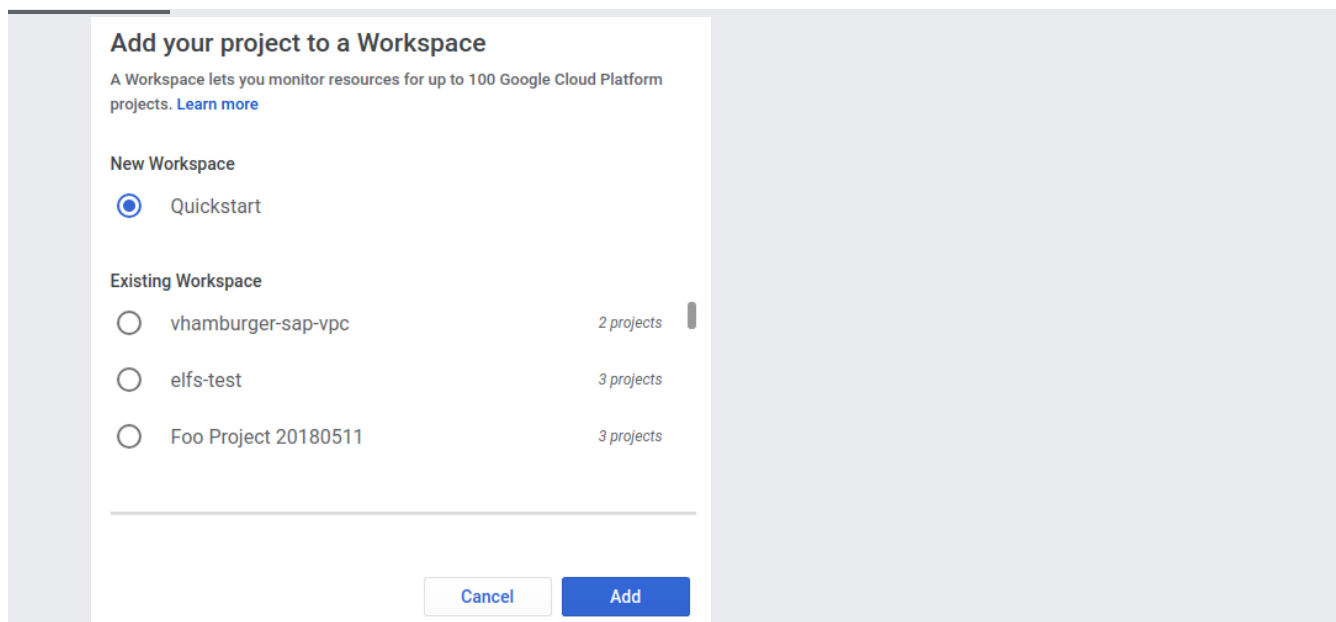 Add your project to a Workspace
A Workspace lets you monitor resources for up to 100 Google Cloud Platform
projects. Learn more
New Workspace
Quickstart
Existing Workspace
vhamburger-sap-vpc 2 projects
elfs-test 3 projects
Foo Project 20180511 3 projects
Cancel Add